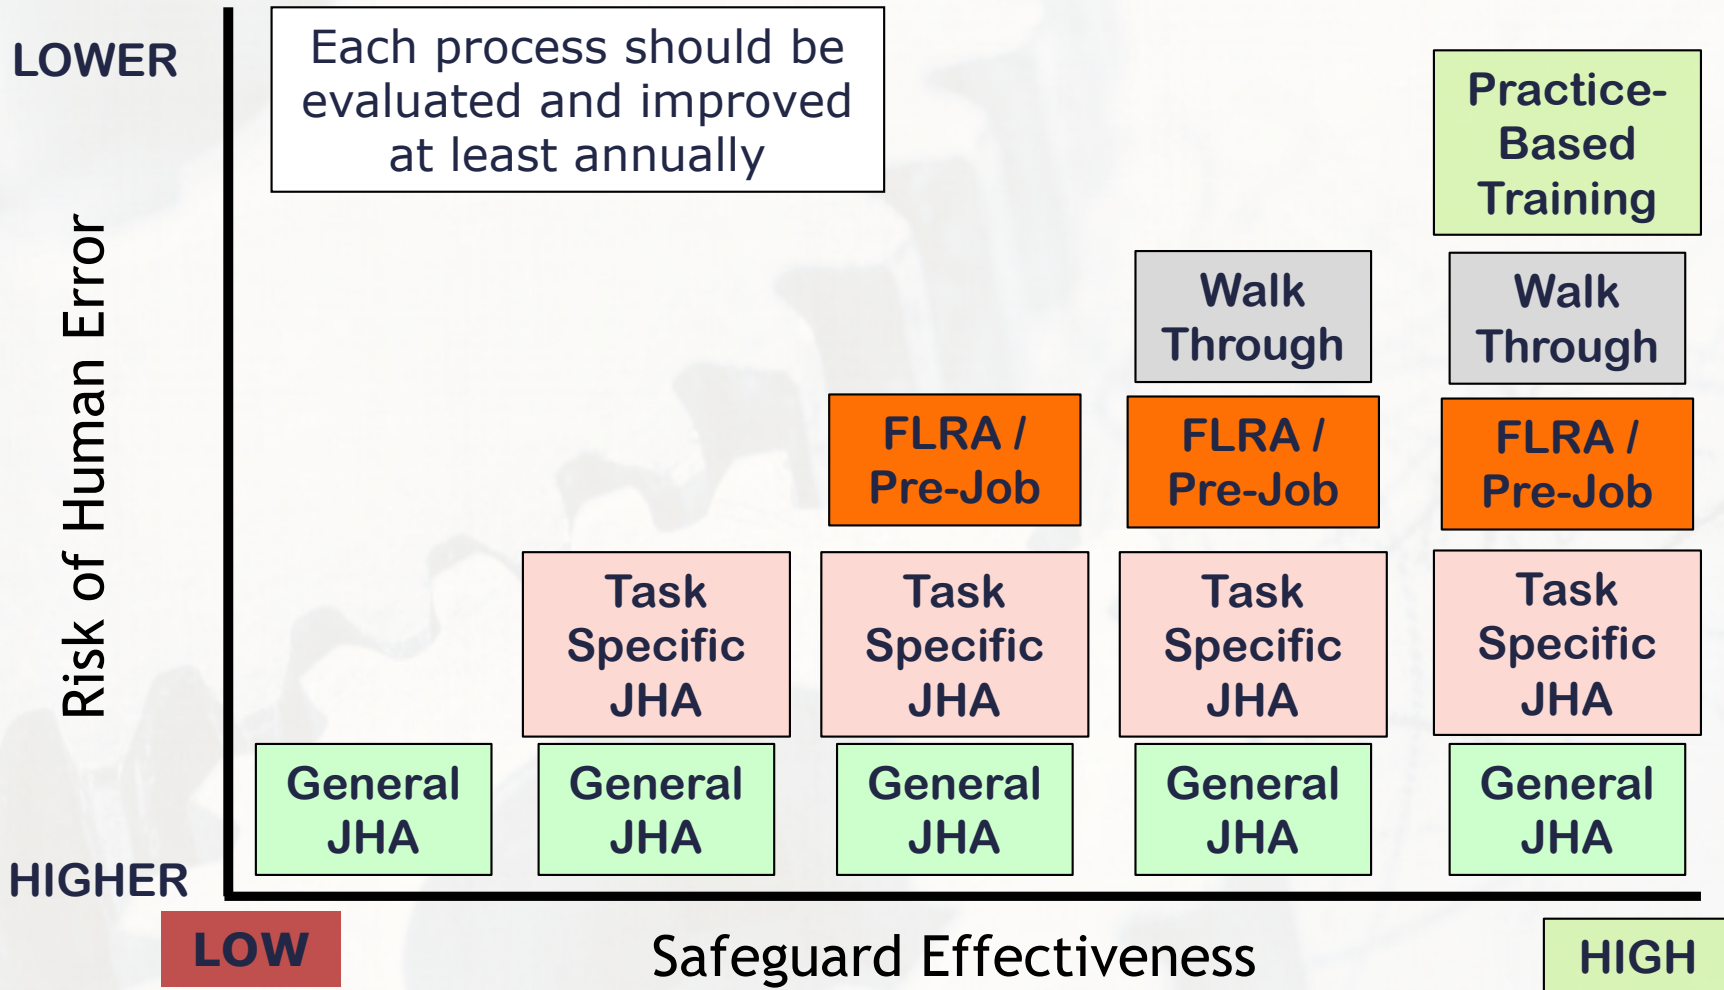 LOWER
Each process should be
evaluated and improved
at least annually
Practice-
Based
Training
Risk of Human Error
Walk
Through
Walk
Through
FLRA /
Pre-Job
FLRA /
Pre-Job
FLRA /
Pre-Job
Task
Specific
JHA
Task
Specific
JHA
Task
Specific
JHA
Task
Specific
JHA
General
JHA
General
JHA
General
JHA
General
JHA
General
JHA
HIGHER
LOW
Safeguard Effectiveness
HIGH